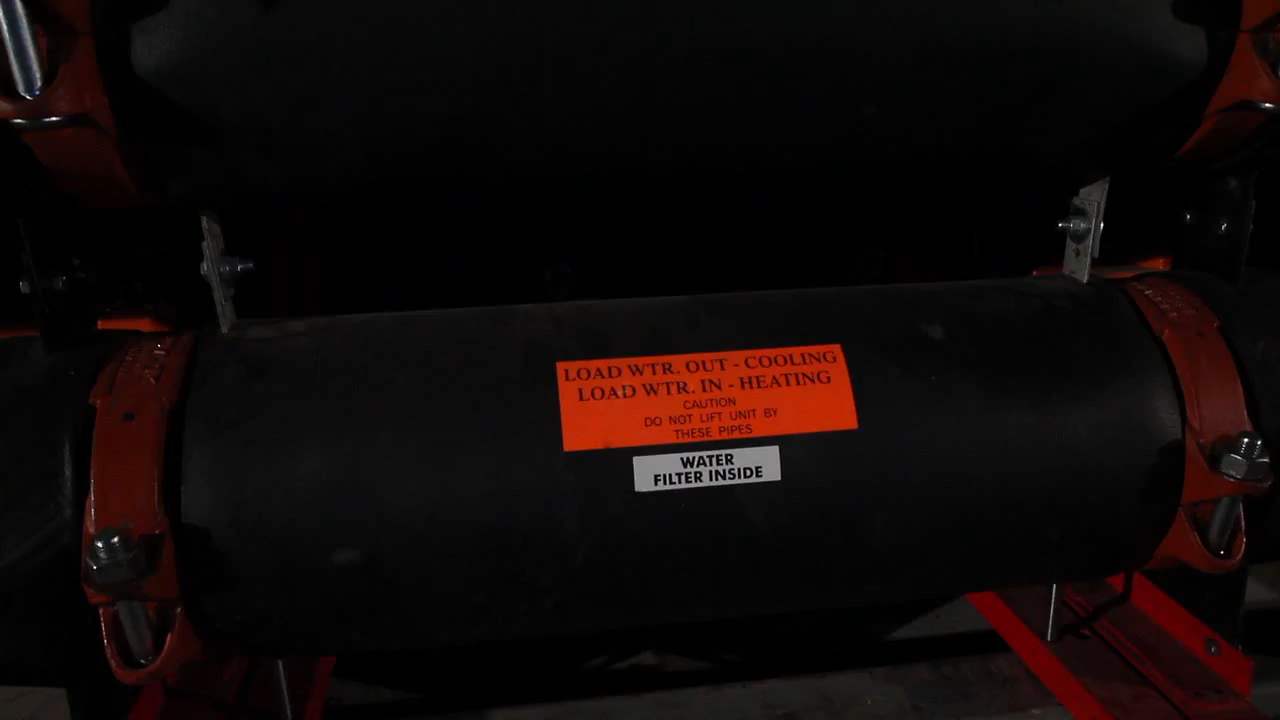 LOAD WTR. OUT - COOLING
LOAD WTR. IN - HEATING
CAUTION
DO NOT LIFT UNIT BY
THESE PIPES
WATER
FILTER INSIDE